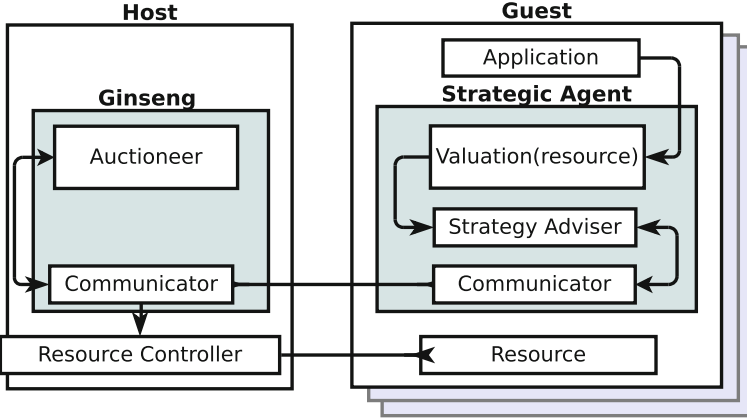 Host
Ginseng
Auctioneer
Communicator
Resource Controller
Guest
Application
Strategic Agent
Valuation(resource)
Strategy Adviser
Communicator
Resource